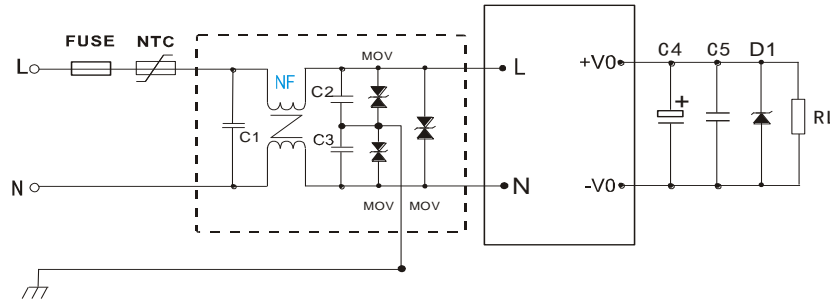 FUSE NTC
L
MOV
NF
C2
C1
C3
N
MOV MOV
L
N
+V0
-V0
C4 C5 D1
+
RL